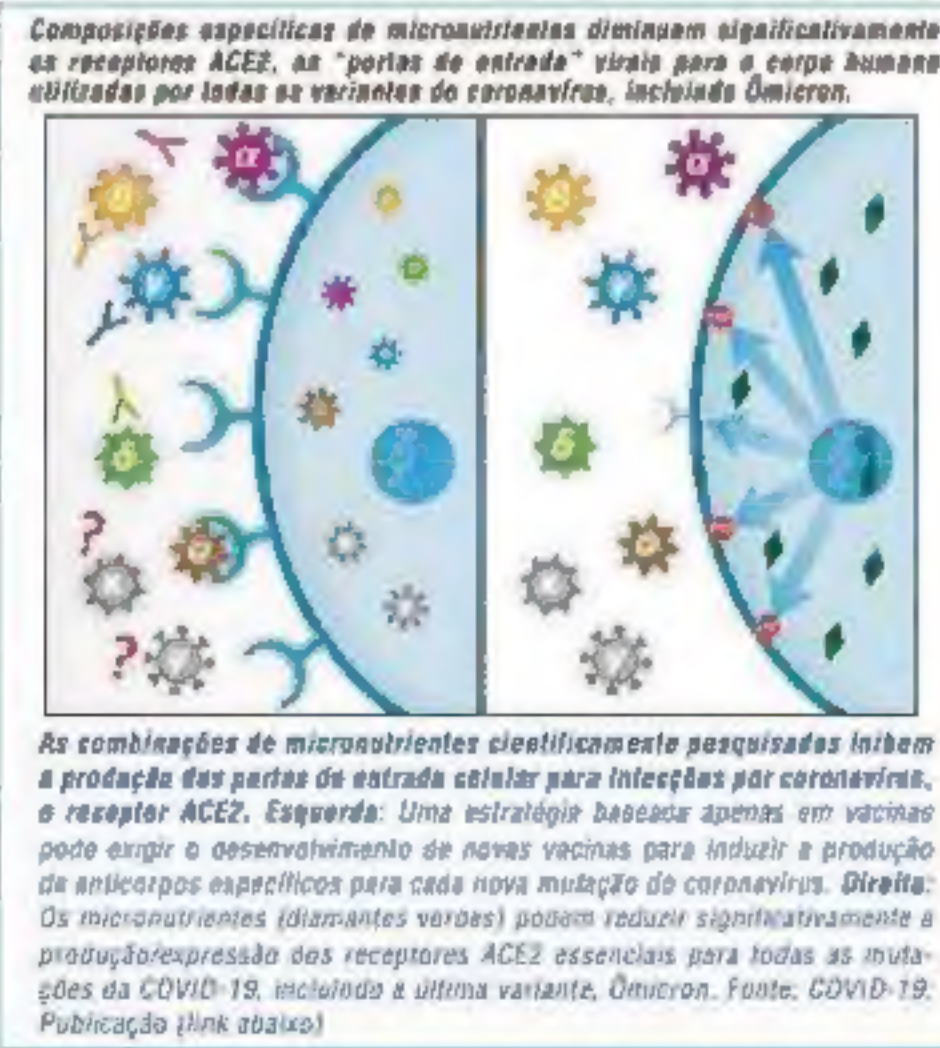 Composições específicas de micronutrientes diminuem significativamente
os receptores ACE2, as "portas de entrada" virais para o corpo humano
utilizadas por todas as variantes do coronavírus, incluindo Ômicron.
α
δ
?
?
α
δ
As combinações de micronutrientes cientificamente pesquisadas inibem
a produção das portas de entrada celular para infecções por coronavírus,
o receptor ACE2. Esquerda: Uma estratégia baseada apenas em vacinas
pode exigir o desenvolvimento de novas vacinas para induzir a produção
de anticorpos específicos para cada nova mutação do coronavírus. Direita:
Os micronutrientes (diamantes verdes) podem reduzir significativamente a
produção/expressão dos receptores ACE2 essenciais para todas as muta-
ções da COVID-19, incluindo a última variante, Ômicron. Fonte: COVID-19:
Publicação (link abaixo)